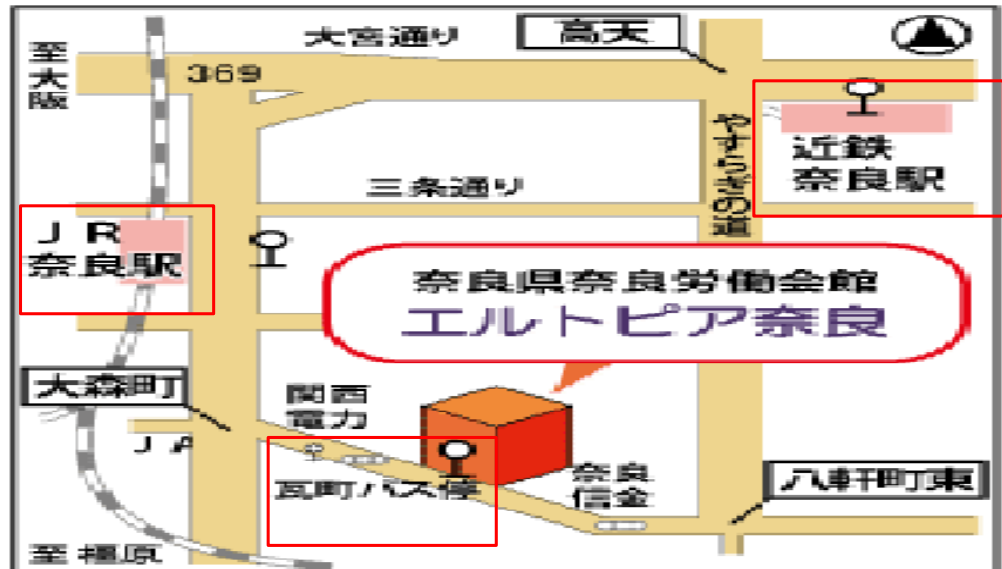 大宮通り
高天
至大阪
369
近鉄
奈良駅
やすらぎの道
三条通り
JR
奈良駅
奈良県奈良労働会館
エルトピア奈良
大森町
関西
電力
JA
瓦町バス停
奈良
信金
八軒町東
至橿原